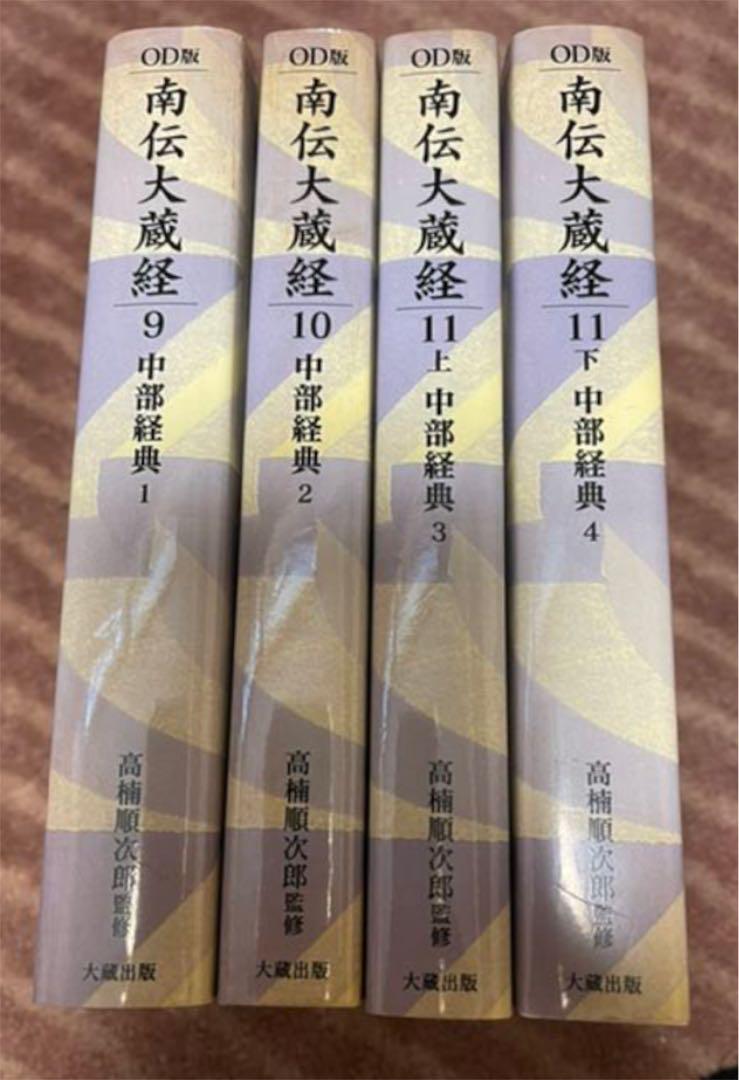 OD版
南伝大蔵経
9
中部経典
1
高楠順次郎監修
大蔵出版
OD版
南伝大蔵経
10
中部経典
2
高楠順次郎監修
大蔵出版
OD版
南伝大蔵経
11
上
中部経典
3
高楠順次郎監修
大蔵出版
OD版
南伝大蔵経
11
下
中部経典
4
高楠順次郎監修
大蔵出版